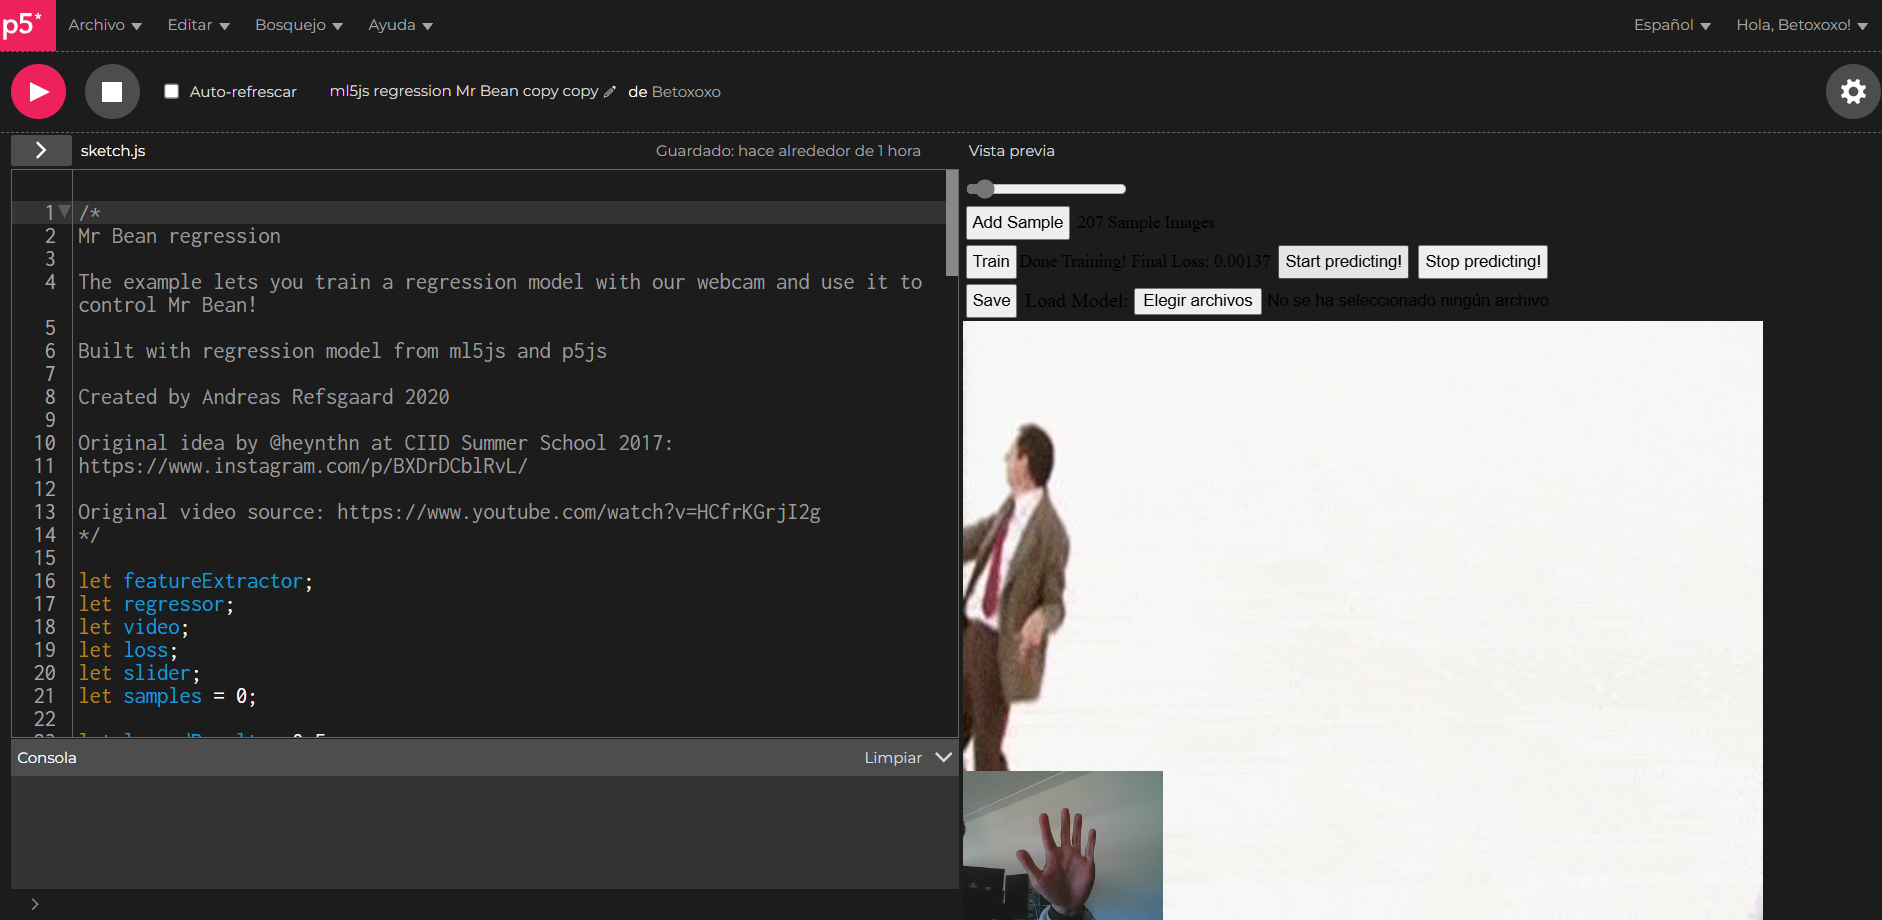 p5*
Archivo Editar Bosquejo Ayuda Español Hola, Betoxoxo!
Auto-refrescar ml5js regression Mr Bean copy copy de Betoxoxo
sketch.js Guardado: hace alrededor de 1 hora
1 /*
2 Mr Bean regression
3
4 The example lets you train a regression model with our webcam and use it to
control Mr Bean!
5
6 Built with regression model from ml5js and p5js
7
8 Created by Andreas Refsgaard 2020
9
10 Original idea by @heynthn at CIID Summer School 2017:
11 https://www.instagram.com/p/BXDrDCblRvL/
12
13 Original video source: https://www.youtube.com/watch?v=HCfrKGrjI2g
14 */
15
16 let featureExtractor;
17 let regressor;
18 let video;
19 let loss;
20 let slider;
21 let samples = 0;
22
Consola Limpiar
>
Vista previa
Add Sample 207 Sample Images
Train Done Training! Final Loss: 0.00137 Start predicting! Stop predicting!
Save Load Model: Elegir archivos No se ha seleccionado ningún archivo